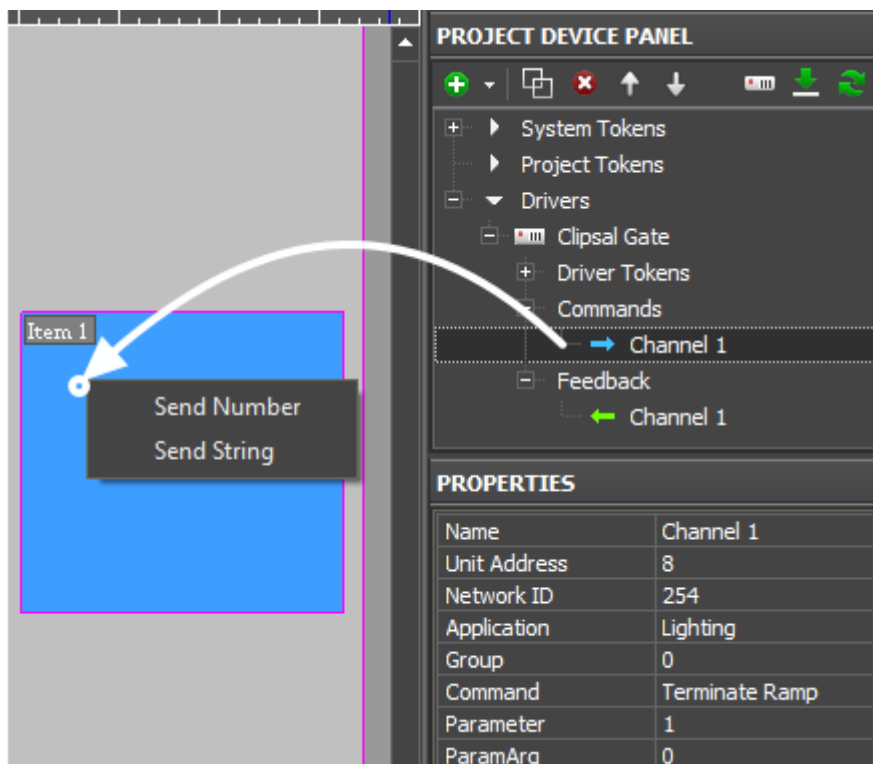 PROJECT DEVICE PANEL
System Tokens
Project Tokens
Drivers
Clipsal Gate
Driver Tokens
Commands
Channel 1
Feedback
Channel 1
Item 1
Send Number
Send String
PROPERTIES
Name Channel 1
Unit Address 8
Network ID 254
Application Lighting
Group 0
Command Terminate Ramp
Parameter 1
ParamArg 0